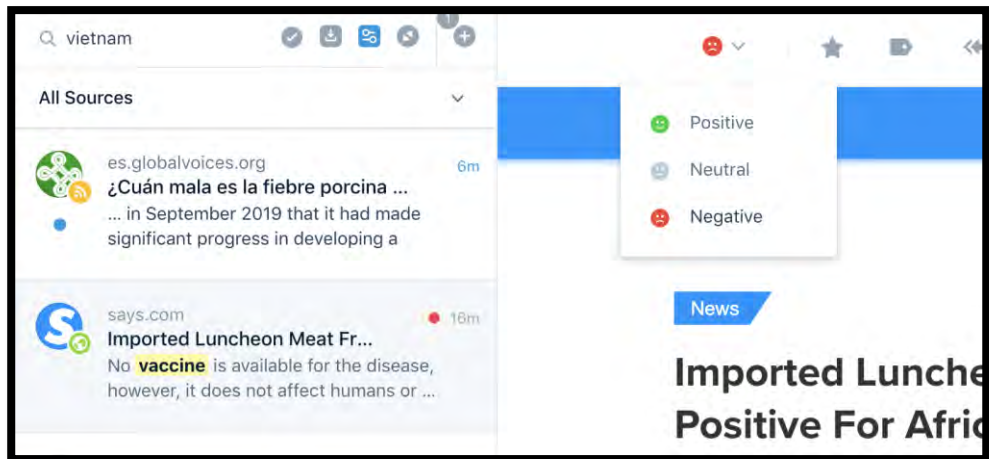 vietnam
1
All Sources
es.globalvoices.org
6m
¿Cuán mala es la fiebre porcina ...
... in September 2019 that it had made
significant progress in developing a
says.com
16m
Imported Luncheon Meat Fr...
No vaccine is available for the disease,
however, it does not affect humans or ...
Positive
Neutral
Negative
News
Imported Lunche
Positive For Afric